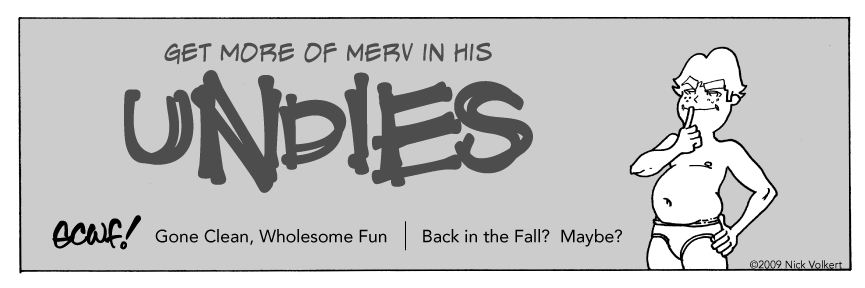 GET MORE OF MERV IN HIS
UNDIES
GCWF! Gone Clean, Wholesome Fun | Back in the Fall? Maybe?
©2009 Nick Volkert